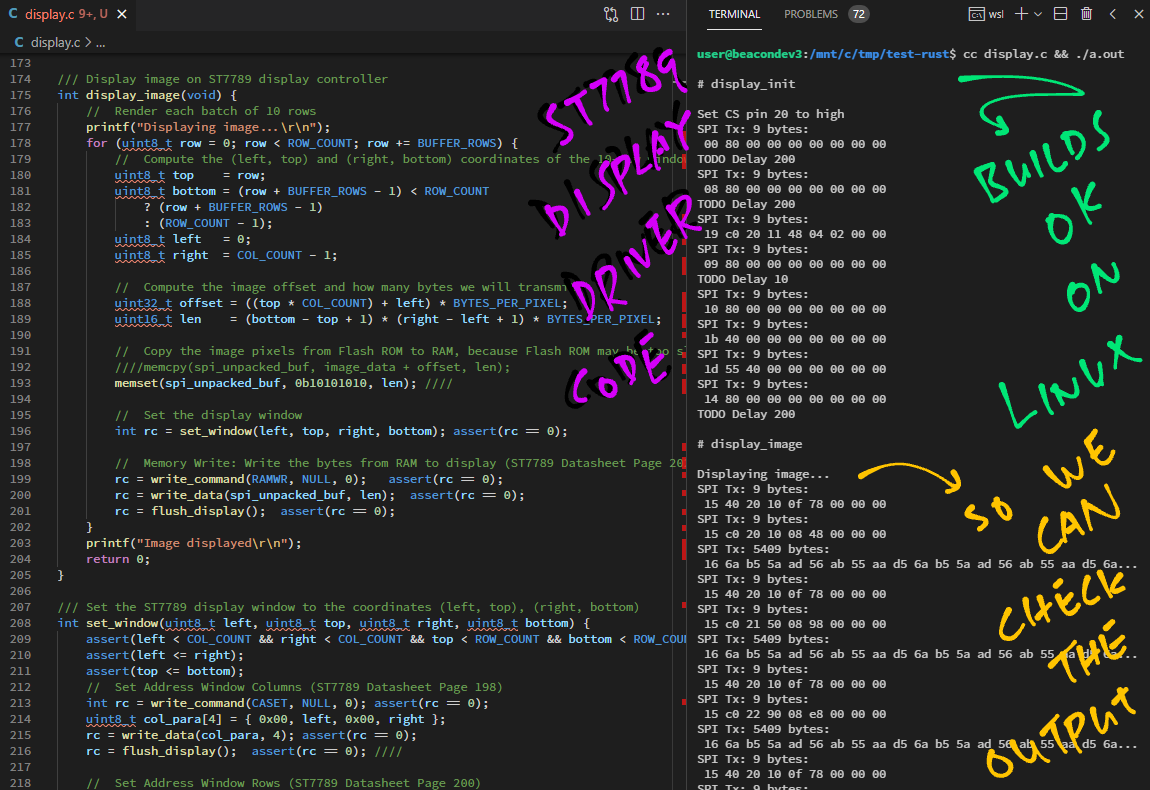 display.c 9+, U
display.c > ...
173
174 /// Display image on ST7789 display controller
175 int display_image(void) {
176 // Render each batch of 10 rows
177 printf("Displaying image...\r\n");
178 for (uint8_t row = 0; row < ROW_COUNT; row += BUFFER_ROWS) {
179 // Compute the (left, top) and (right, bottom) coordinates of the
180 uint8_t top = row;
181 uint8_t bottom = (row + BUFFER_ROWS - 1) < ROW_COUNT
182 ? (row + BUFFER_ROWS - 1)
183 : (ROW_COUNT - 1);
184 uint8_t left = 0;
185 uint8_t right = COL_COUNT - 1;
186
187 // Compute the image offset and how many bytes we will transmi
188 uint32_t offset = ((top * COL_COUNT) + left) * BYTES_PER_PIXEL;
189 uint16_t len = (bottom - top + 1) * (right - left + 1) * BYTES_PER_PIXEL;
190
191 // Copy the image pixels from Flash ROM to RAM, because Flash ROM may be too
192 ////memcpy(spi_unpacked_buf, image_data + offset, len);
193 memset(spi_unpacked_buf, 0b10101010, len); ////
194
195 // Set the display window
196 int rc = set_window(left, top, right, bottom); assert(rc == 0);
197
198 // Memory Write: Write the bytes from RAM to display (ST7789 Datasheet Page 20
199 rc = write_command(RAMWR, NULL, 0); assert(rc == 0);
200 rc = write_data(spi_unpacked_buf, len); assert(rc == 0);
201 rc = flush_display(); assert(rc == 0);
202 }
203 printf("Image displayed\r\n");
204 return 0;
205 }
206
207 /// Set the ST7789 display window to the coordinates (left, top), (right, bottom)
208 int set_window(uint8_t left, uint8_t top, uint8_t right, uint8_t bottom) {
209 assert(left < COL_COUNT && right < COL_COUNT && top < ROW_COUNT && bottom < ROW_COU
210 assert(left <= right);
211 assert(top <= bottom);
212 // Set Address Window Columns (ST7789 Datasheet Page 198)
213 int rc = write_command(CASET, NULL, 0); assert(rc == 0);
214 uint8_t col_para[4] = { 0x00, left, 0x00, right };
215 rc = write_data(col_para, 4); assert(rc == 0);
216 rc = flush_display(); assert(rc == 0); ////
217
218 // Set Address Window Rows (ST7789 Datasheet Page 200)
ST7789
DISPLAY
DRIVER
CODE
TERMINAL PROBLEMS 72 wsl
user@beacondev3:/mnt/c/tmp/test-rust$ cc display.c && ./a.out
# display_init
Set CS pin 20 to high
SPI Tx: 9 bytes:
00 80 00 00 00 00 00 00 00
TODO Delay 200
SPI Tx: 9 bytes:
08 80 00 00 00 00 00 00 00
TODO Delay 200
SPI Tx: 9 bytes:
19 c0 20 11 48 04 02 00 00
SPI Tx: 9 bytes:
09 80 00 00 00 00 00 00 00
TODO Delay 10
SPI Tx: 9 bytes:
10 80 00 00 00 00 00 00 00
SPI Tx: 9 bytes:
1b 40 00 00 00 00 00 00 00
SPI Tx: 9 bytes:
1d 55 40 00 00 00 00 00 00
SPI Tx: 9 bytes:
14 80 00 00 00 00 00 00 00
TODO Delay 200
# display_image
Displaying image...
SPI Tx: 9 bytes:
15 40 20 10 0f 78 00 00 00
SPI Tx: 9 bytes:
15 c0 20 10 08 48 00 00 00
SPI Tx: 5409 bytes:
16 6a b5 5a ad 56 ab 55 aa d5 6a b5 5a ad 56 ab 55 aa d5 6a...
SPI Tx: 9 bytes:
15 40 20 10 0f 78 00 00 00
SPI Tx: 9 bytes:
15 c0 21 50 08 98 00 00 00
SPI Tx: 5409 bytes:
16 6a b5 5a ad 56 ab 55 aa d5 6a b5 5a ad 56 ab 55 aa d5 6a...
SPI Tx: 9 bytes:
15 40 20 10 0f 78 00 00 00
SPI Tx: 9 bytes:
15 c0 22 90 08 e8 00 00 00
SPI Tx: 5409 bytes:
16 6a b5 5a ad 56 ab 55 aa d5 6a b5 5a ad 56 ab 55 aa d5 6a...
SPI Tx: 9 bytes:
15 40 20 10 0f 78 00 00 00
SPI Tx: 9 bytes:
BUILDS
OK
ON
LINUX
SO WE
CAN
CHECK
THE
OUTPUT